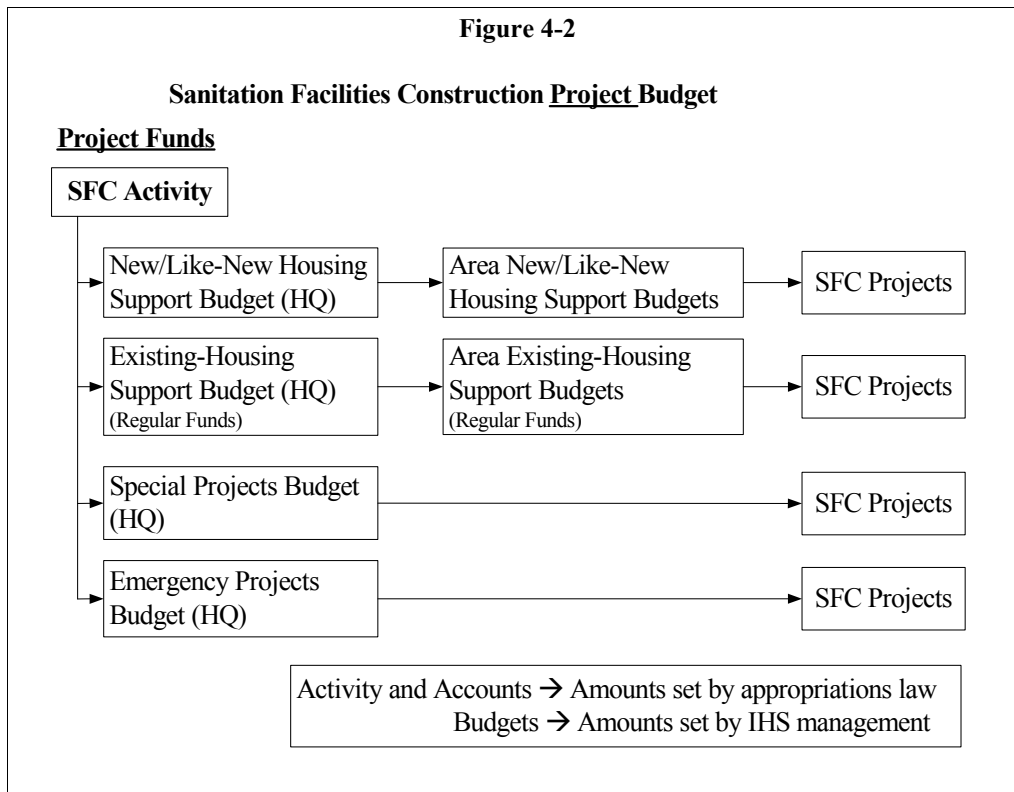 Figure 4-2
Sanitation Facilities Construction Project Budget
Project Funds
SFC Activity
New/Like-New Housing
Support Budget (HQ)
Area New/Like-New
Housing Support Budgets
SFC Projects
Existing-Housing
Support Budget (HQ)
(Regular Funds)
Area Existing-Housing
Support Budgets
(Regular Funds)
SFC Projects
Special Projects Budget
(HQ)
SFC Projects
Emergency Projects
Budget (HQ)
SFC Projects
Activity and Accounts → Amounts set by appropriations law
Budgets → Amounts set by IHS management